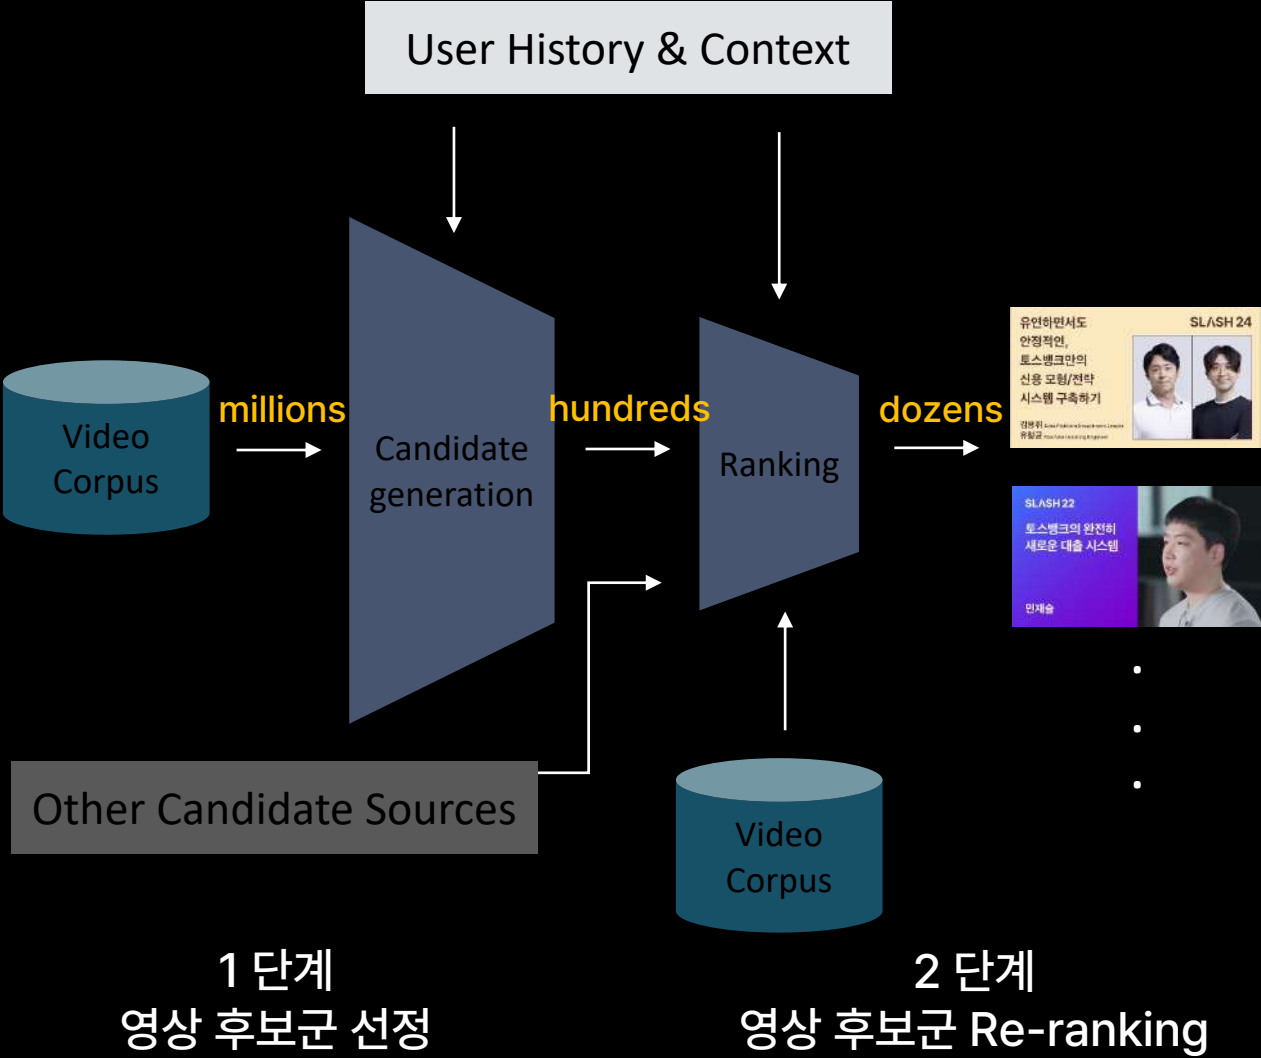 User History & Context
Video
Corpus
millions
Candidate
generation
hundreds
Ranking
dozens
유연하면서도
안정적인,
토스뱅크만의
신용 모형/전략
시스템 구축하기
SLASH 24
SLASH 22
토스뱅크의 완전히
새로운 대출 시스템
민재슬
Other Candidate Sources
Video
Corpus
1 단계
영상 후보군 선정
2 단계
영상 후보군 Re-ranking